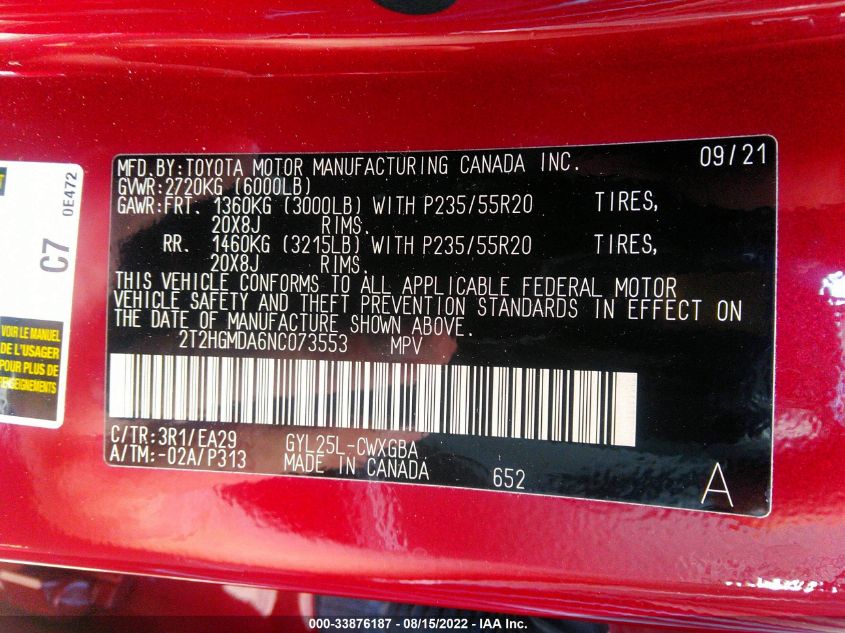 MFD.BY:TOYOTA MOTOR MANUFACTURING CANADA INC. 09/21
GVWR:2720KG (6000LB)
GAWR:FRT. 1360KG (3000LB) WITH P235/55R20 TIRES,
20X8J RIMS.
RR. 1460KG (3215LB) WITH P235/55R20 TIRES,
20X8J RIMS.
THIS VEHICLE CONFORMS TO ALL APPLICABLE FEDERAL MOTOR
VEHICLE SAFETY AND THEFT PREVENTION STANDARDS IN EFFECT ON
THE DATE OF MANUFACTURE SHOWN ABOVE.
2T2HGMDA6NC073553 MPV
C/TR:3R1/EA29 GYL25L-CWXGBA
A/TM:-02A/P313 MADE IN CANADA 652 A
C7 0E472
VOIR LE MANUEL
DE L'USAGER
POUR PLUS DE
RENSEIGNEMENTS
000-33876187 - 08/15/2022 - IAA Inc.